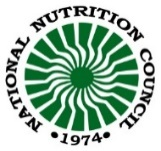 NATIONAL NUTRITION COUNCIL
• 1974 •